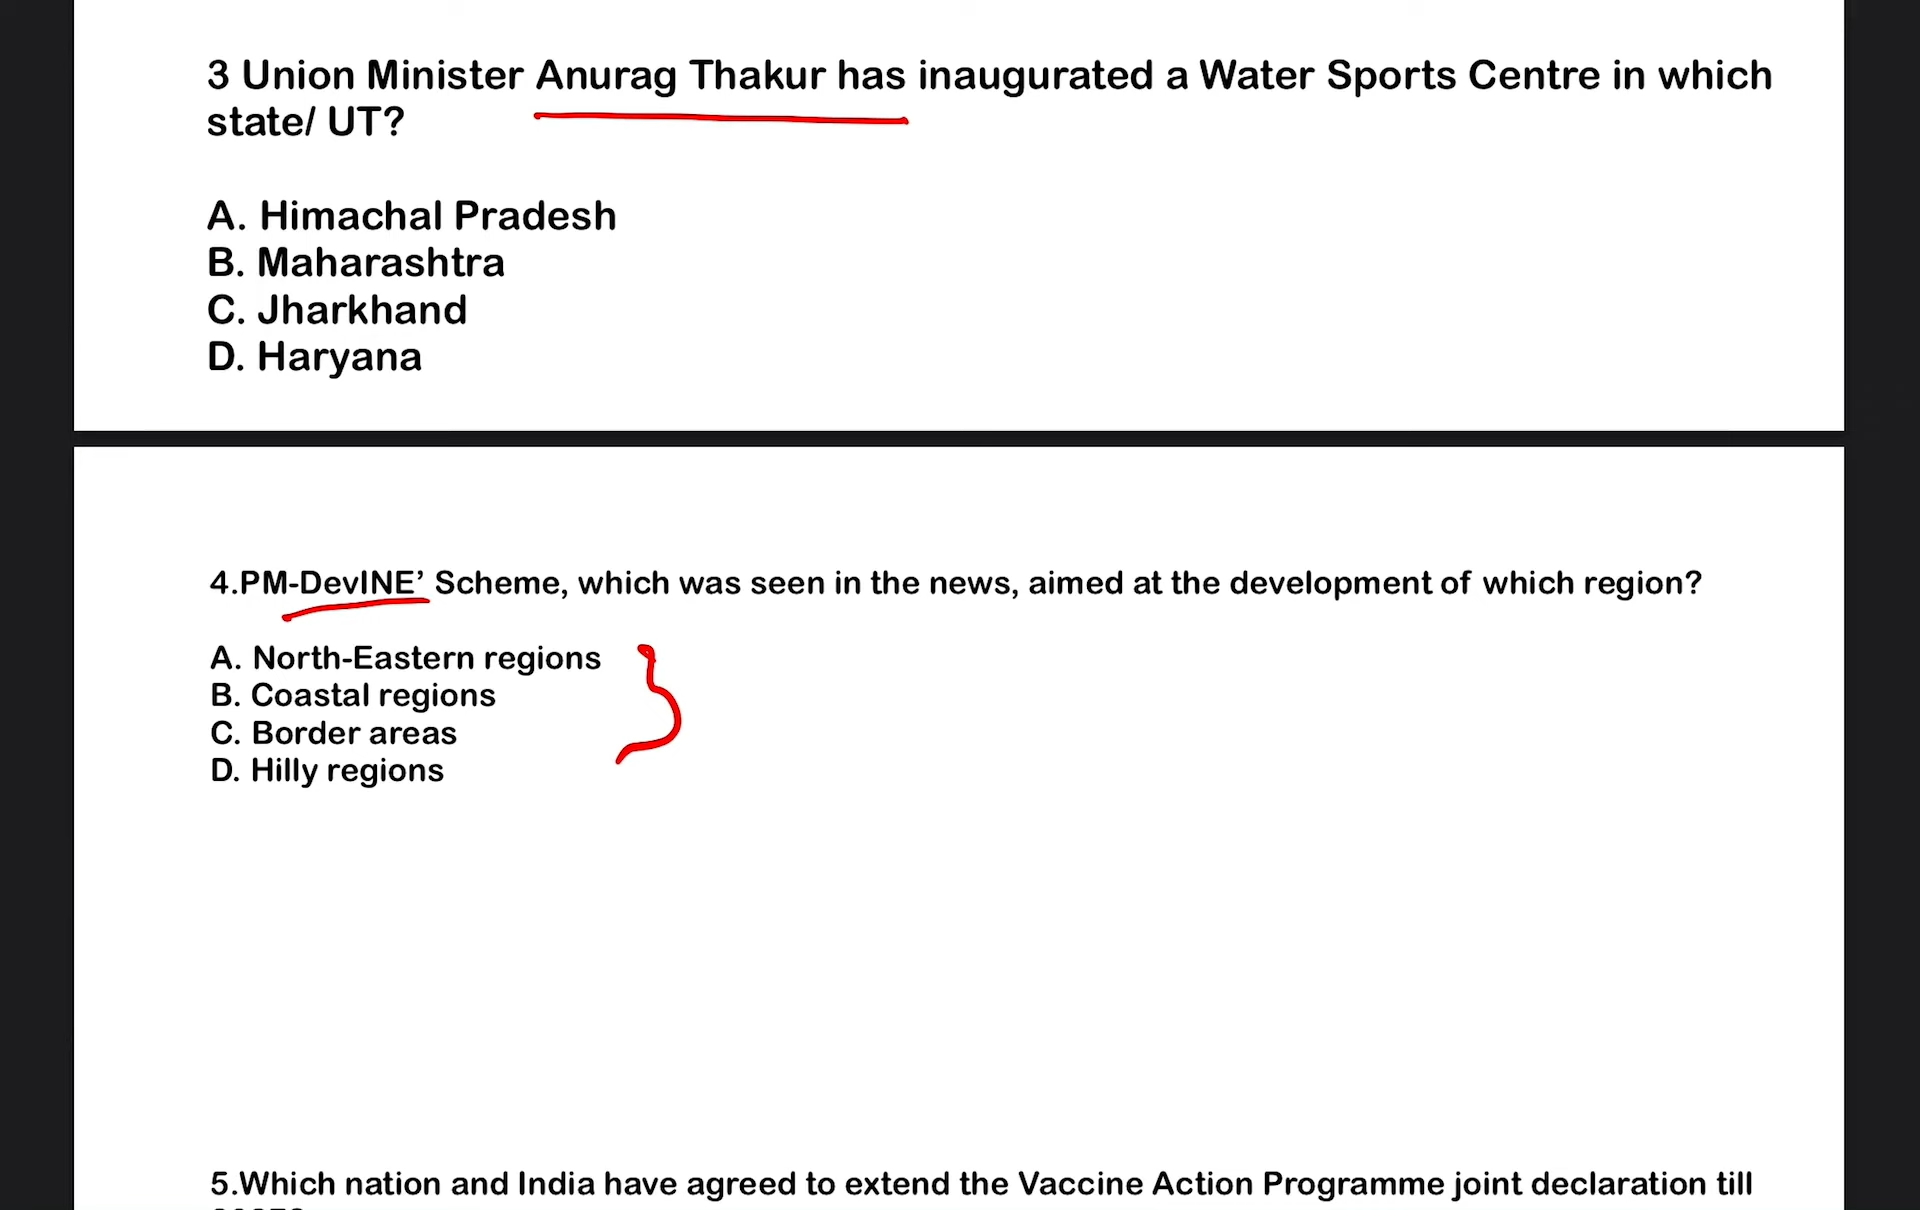 3 Union Minister Anurag Thakur has inaugurated a Water Sports Centre in which
state/ UT?
A. Himachal Pradesh
B. Maharashtra
C. Jharkhand
D. Haryana
4.PM-DevINE’ Scheme, which was seen in the news, aimed at the development of which region?
A. North-Eastern regions
B. Coastal regions
C. Border areas
D. Hilly regions
5.Which nation and India have agreed to extend the Vaccine Action Programme joint declaration till